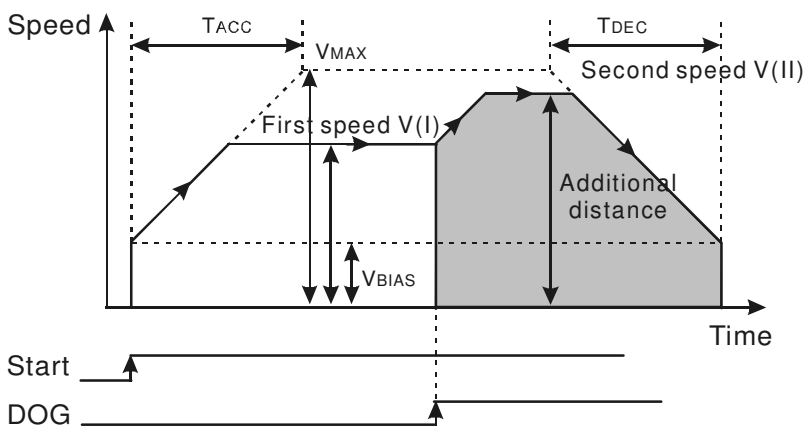 Speed
TACC
TDEC
VMAX
Second speed V(II)
First speed V(I)
Additional
distance
VBIAS
Time
Start
DOG